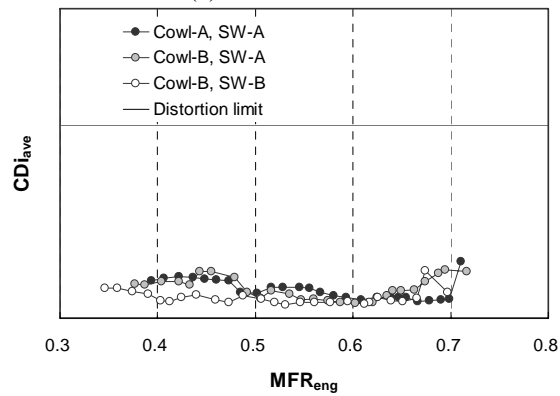 Cowl-A, SW-A
Cowl-B, SW-A
Cowl-B, SW-B
Distortion limit
CDi_ave
0.3 0.4 0.5 0.6 0.7 0.8
MFR_eng